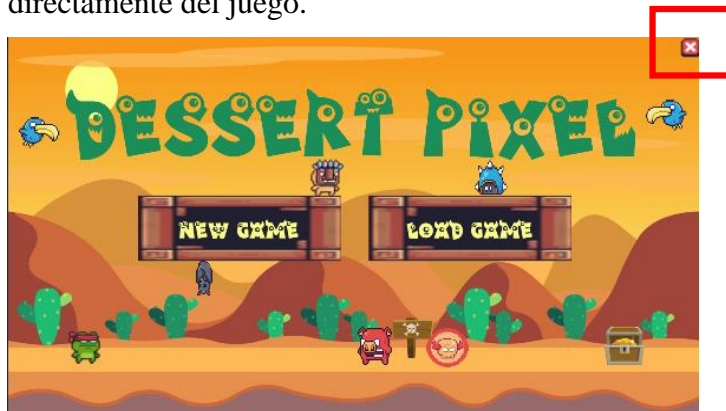 directamente del juego.
DESSERT PIXEL
NEW GAME
LOAD GAME